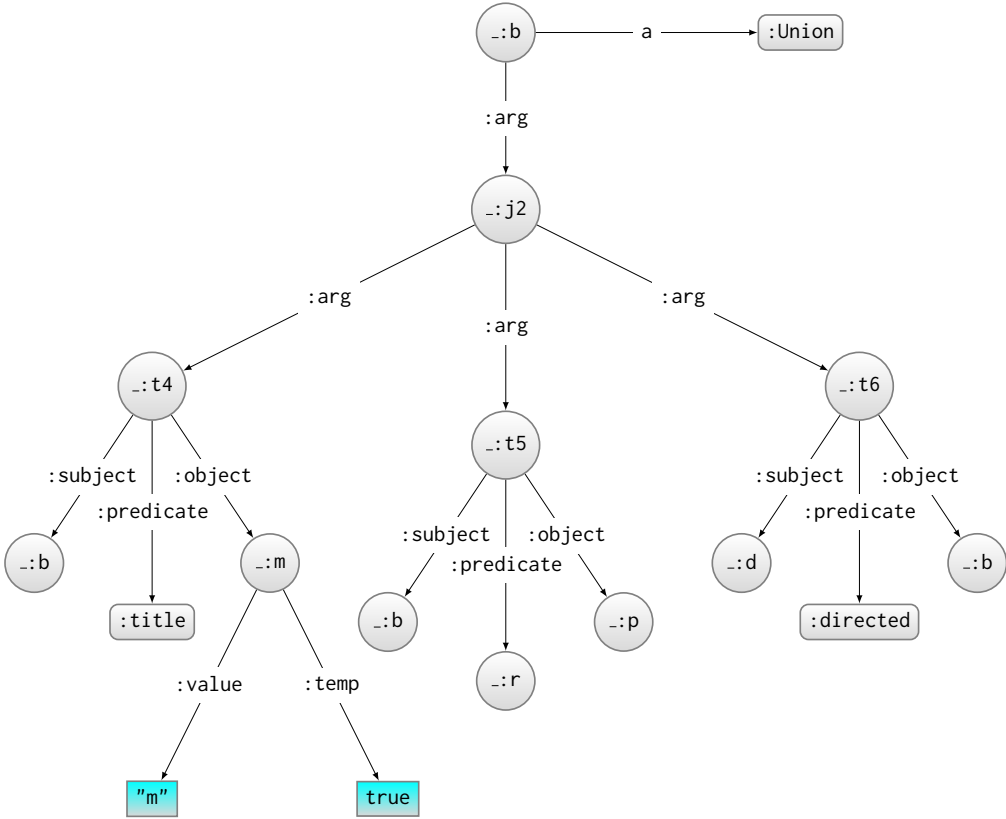 _:b a :Union
:arg
_:j2
:arg :arg
:arg
_:t4 _:t6
_:t5
:subject :object :subject :object
:predicate :predicate
:subject :object
_:b _:m _:d _:b
:predicate
:title _:b _:p :directed
_:r
:value :temp
"m" true